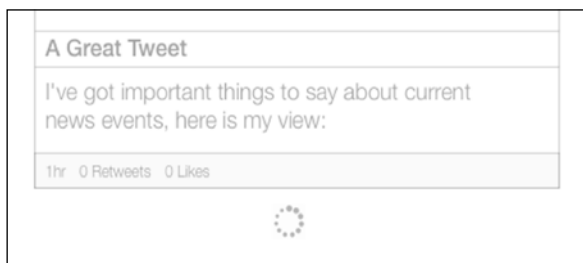 A Great Tweet
I've got important things to say about current
news events, here is my view:
1hr 0 Retweets 0 Likes